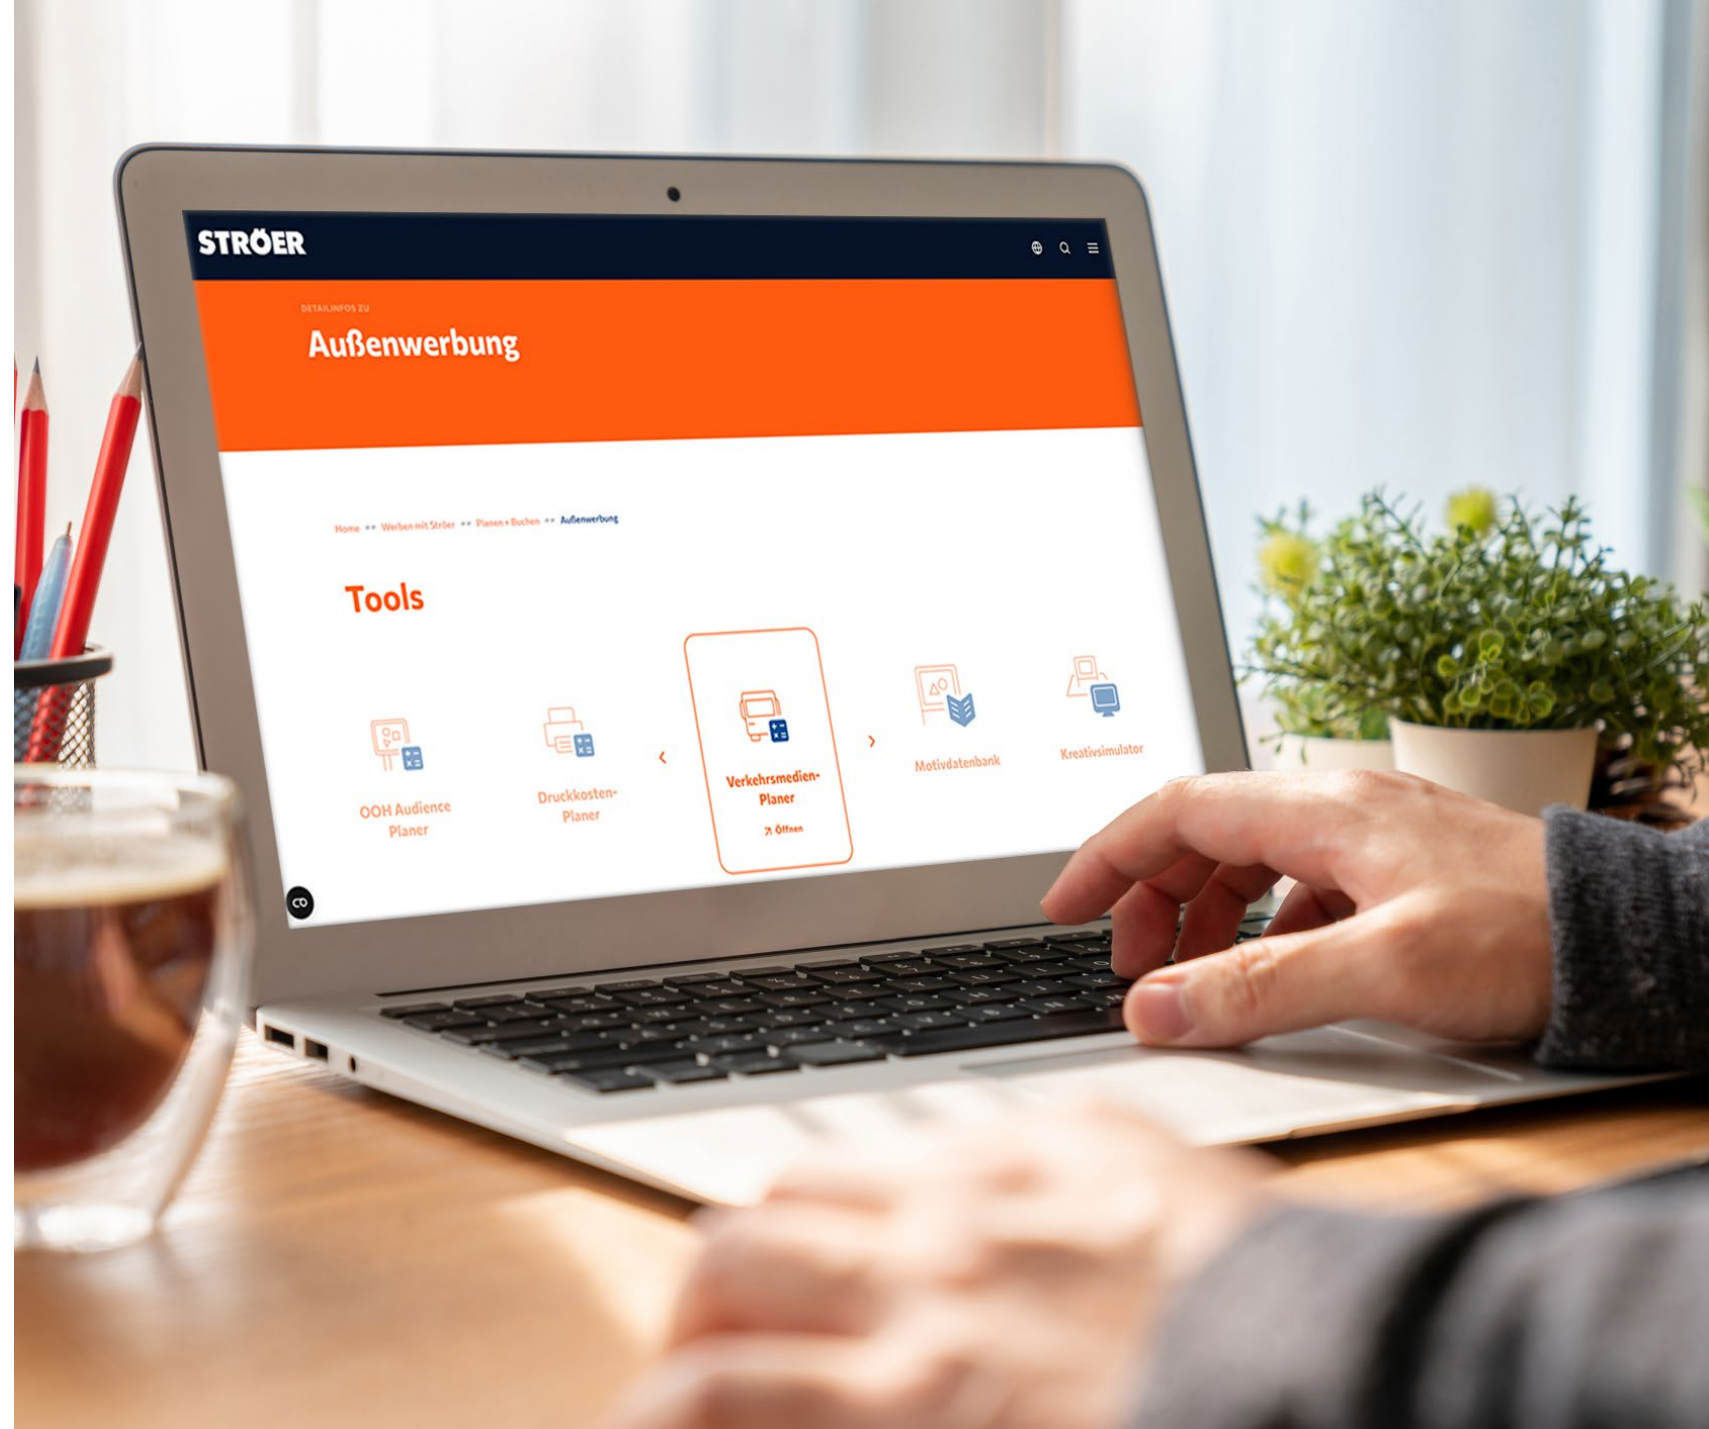 STRÖER
DETAILINFOS ZU
Außenwerbung
Home >> Werben mit Ströer >> Planen + Buchen >> Außenwerbung
Tools
OOH Audience
Planer
Druckkosten-
Planer
Verkehrsmedien-
Planer
Öffnen
Motivdatenbank
Kreativsimulator